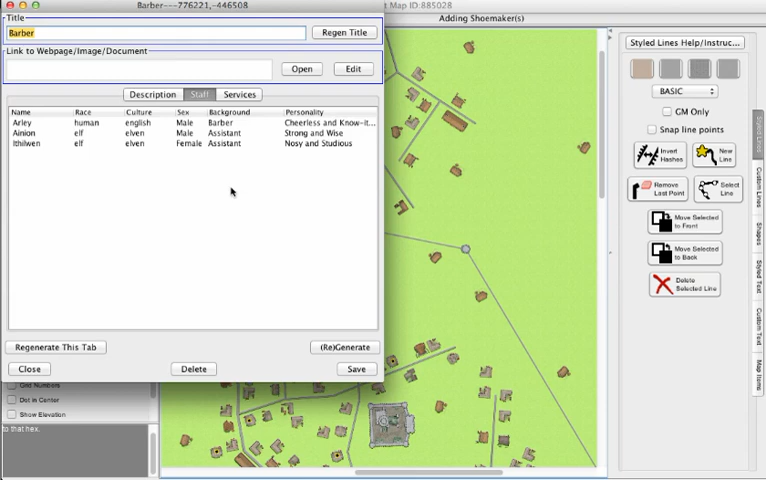 Barber---776221,-446508
t Map ID:885028
Adding Shoemaker(s)
Title
Barber
Regen Title
Link to Webpage/Image/Document
Open
Edit
Description
Staff
Services
Name Race Culture Sex Background Personality
Arley human english Male Barber Cheerless and Know-it...
Ainion elf elven Male Assistant Strong and Wise
Ithilwen elf elven Female Assistant Nosy and Studious
Regenerate This Tab
(Re)Generate
Close
Delete
Save
Grid Numbers
Dot in Center
Show Elevation
to that hex.
Styled Lines Help/Instruc...
BASIC
GM Only
Snap line points
Invert
Hashes
New
Line
Remove
Last Point
Select
Line
Move Selected
to Front
Move Selected
to Back
Delete
Selected Line
Styled Lines
Custom Lines
Shapes
Styled Text
Custom Text
Map Items